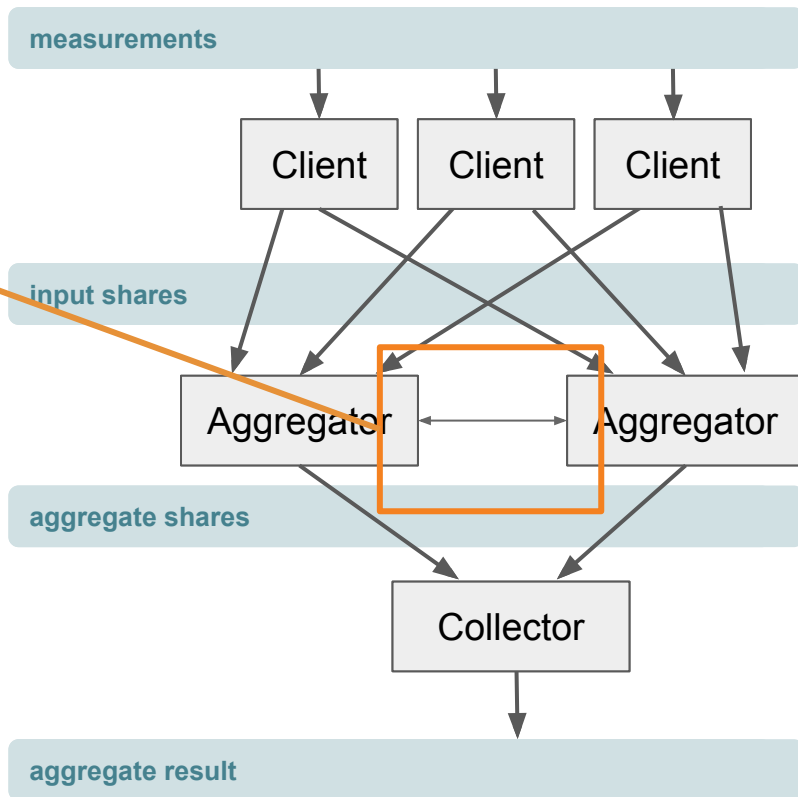 measurements
Client
Client
Client
input shares
Aggregator
Aggregator
aggregate shares
Collector
aggregate result